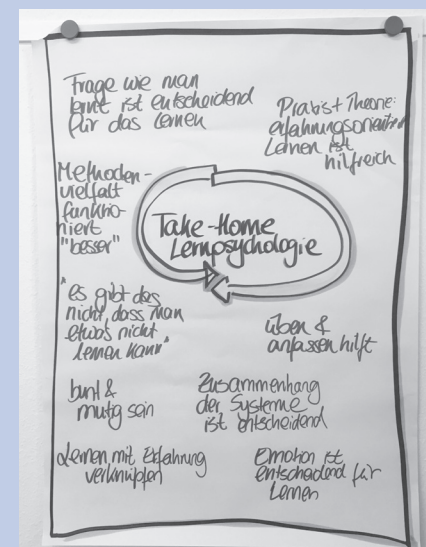 Frage wie man
lernt ist entscheidend
für das Lernen
Praxis + Theorie:
erfahrungsorientiert
Lernen ist
hilfreich
Methoden-
vielfalt
funktio-
niert
"besser"
Take-Home
Lernpsychologie
"es gibt das
nicht, dass man
etwas nicht
lernen kann"
üben &
anfassen hilft
bunt &
mutig sein
Zusammenhang
der Systeme
ist entscheidend
Lernen mit Erfahrung
verknüpfen
Emotion ist
entscheidend für
Lernen